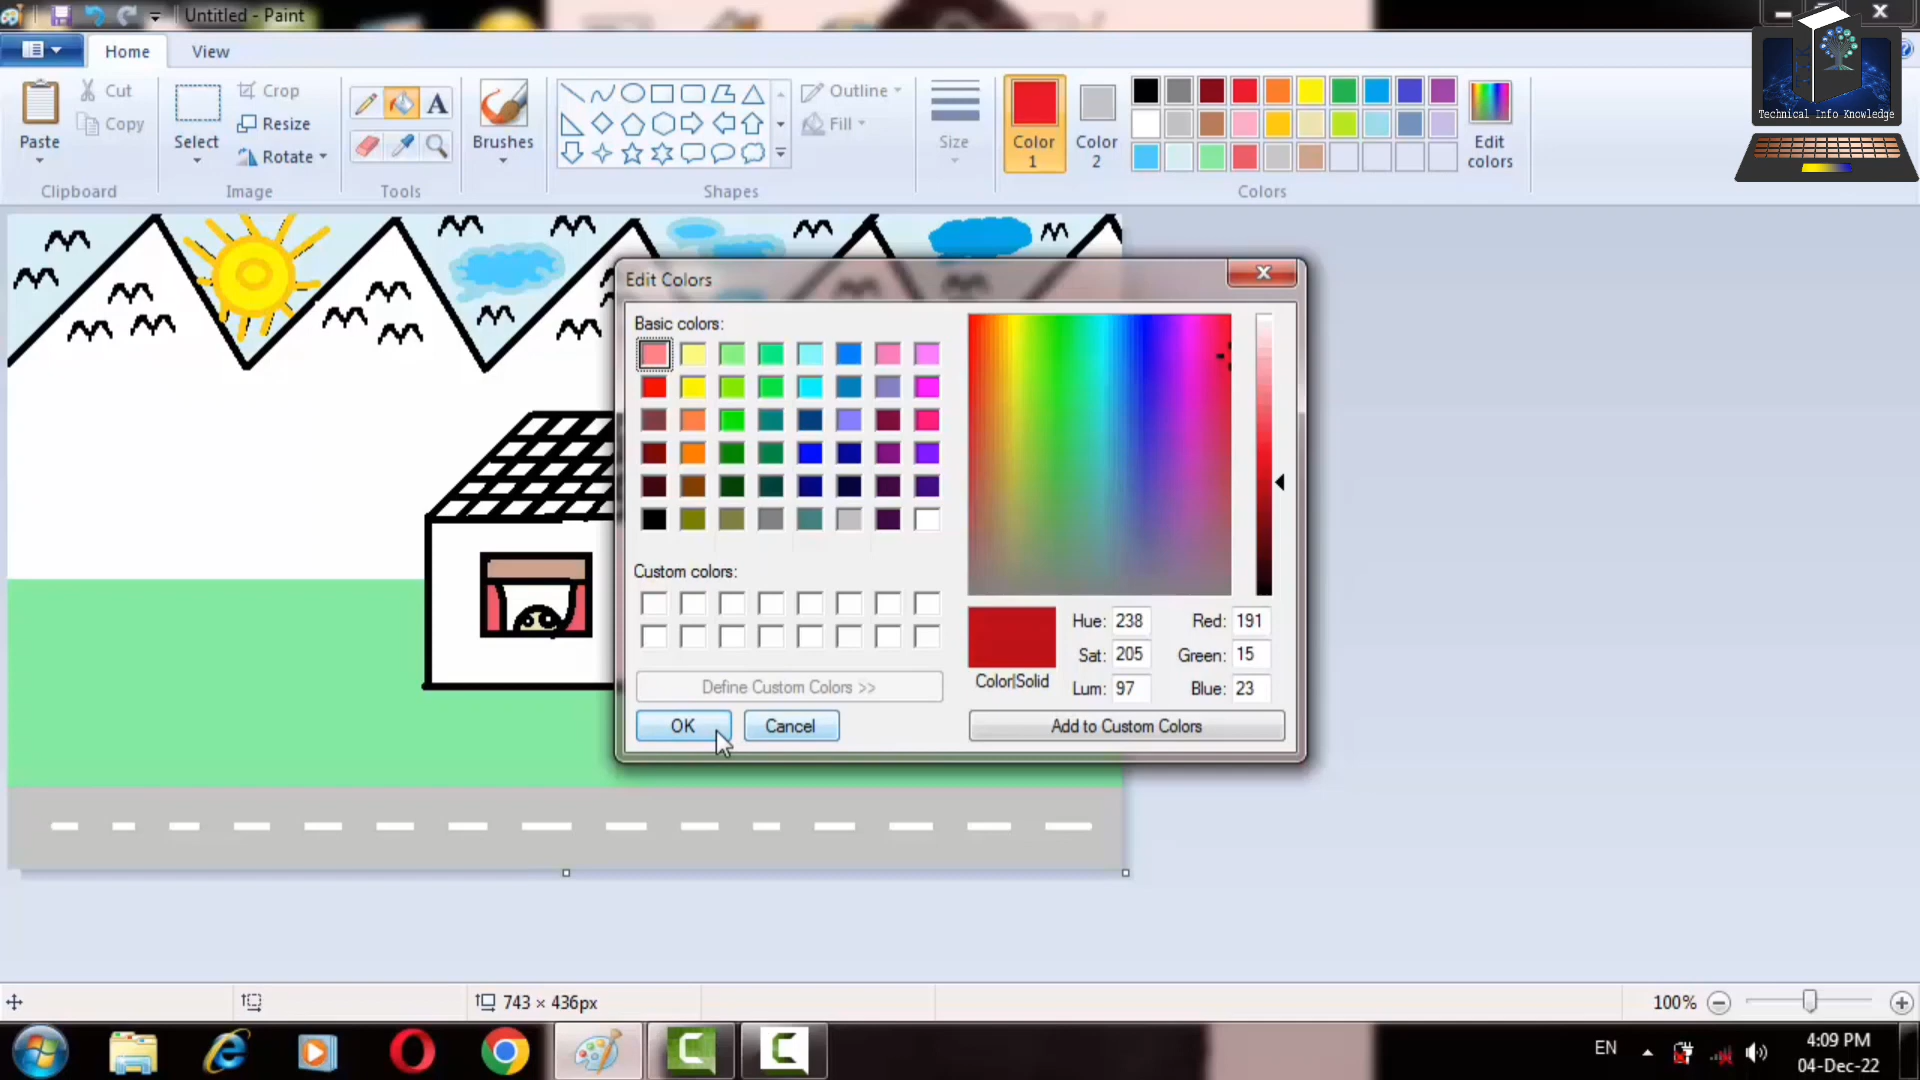 Untitled - Paint
Home
View
Paste
Cut
Copy
Clipboard
Select
Crop
Resize
Rotate
Image
A
Tools
Brushes
Outline
Fill
Shapes
Size
Color
1
Color
2
Edit
colors
Colors
Technical Info Knowledge
Edit Colors
Basic colors:
Custom colors:
Define Custom Colors >>
OK
Cancel
Color|Solid
Hue: 238
Sat: 205
Lum: 97
Red: 191
Green: 15
Blue: 23
Add to Custom Colors
743 × 436px
100%
EN
4:09 PM
04-Dec-22